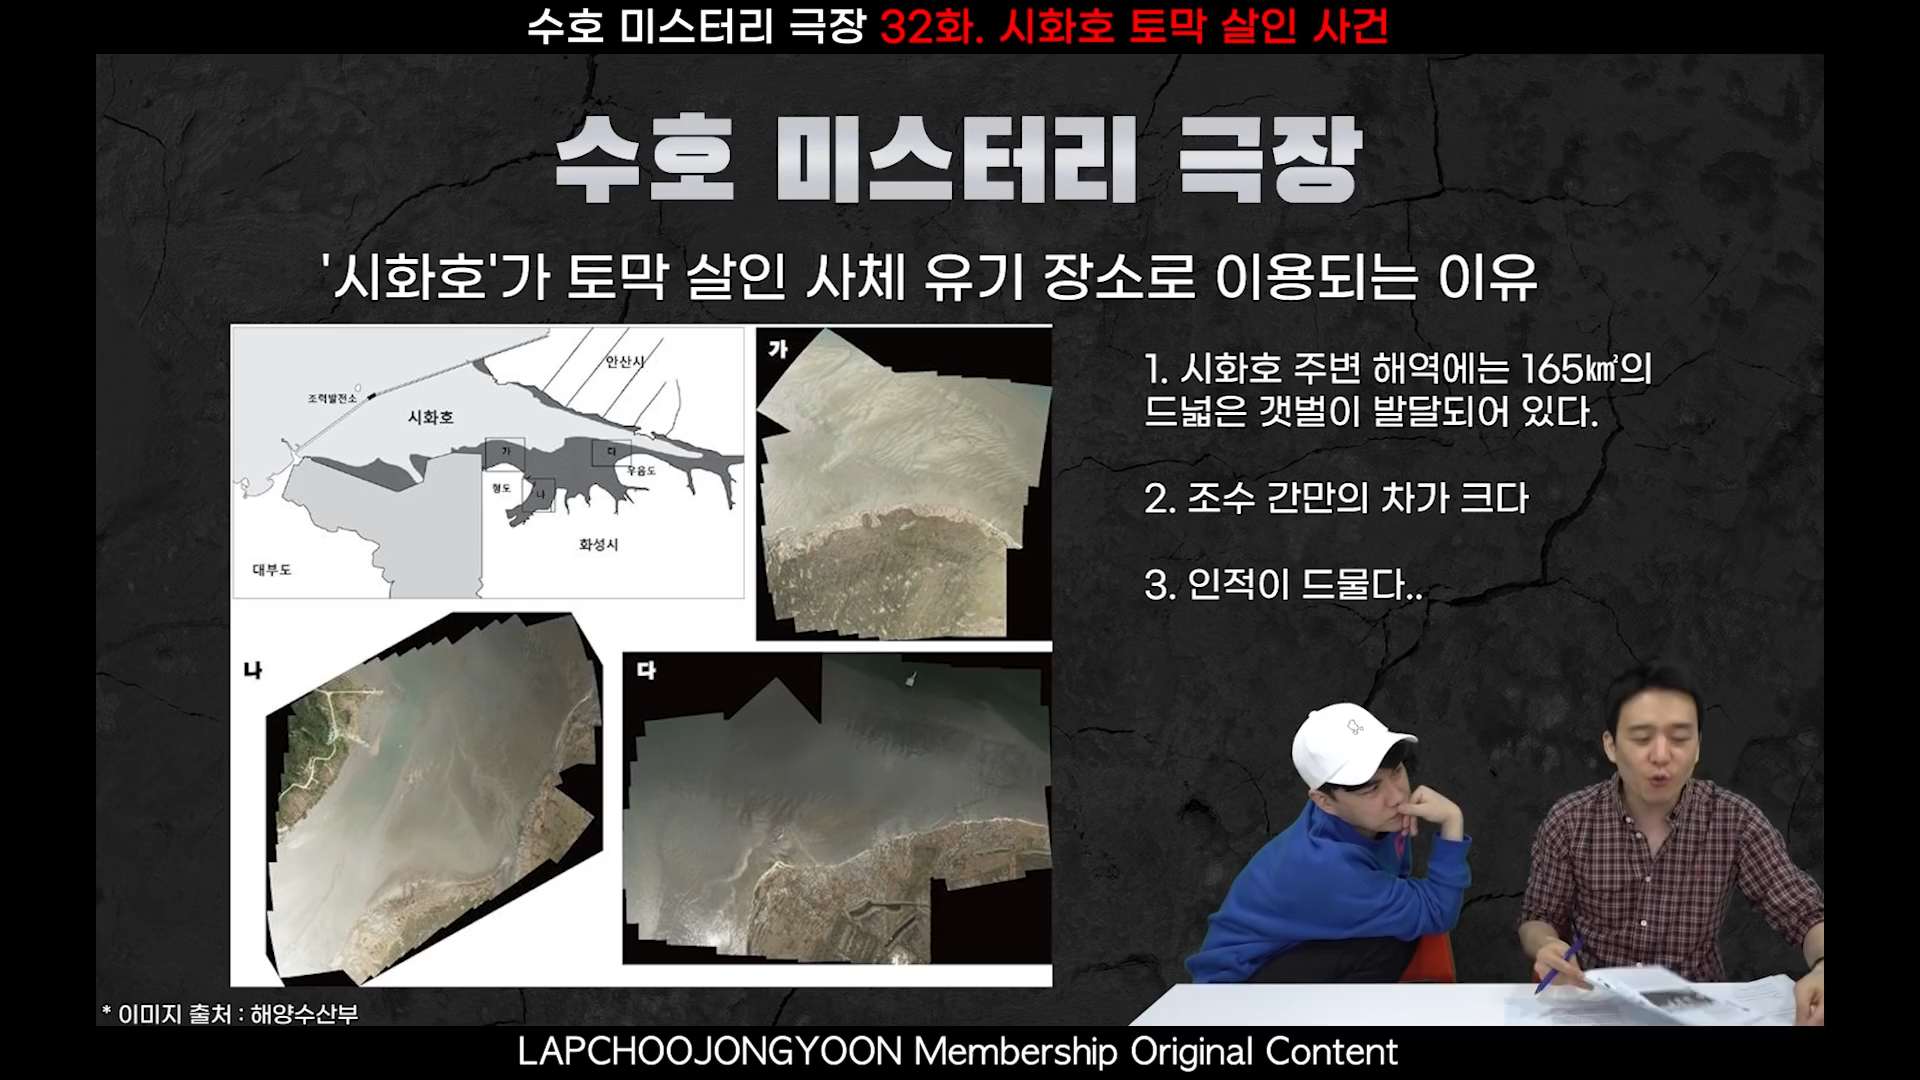 수호 미스터리 극장 32화. 시화호 토막 살인 사건
수호 미스터리 극장
'시화호'가 토막 살인 사체 유기 장소로 이용되는 이유
안산시
조력발전소
시화호
가
다
우음도
형도
나
화성시
대부도
가
나
다
1. 시화호 주변 해역에는 165㎢의
드넓은 갯벌이 발달되어 있다.
2. 조수 간만의 차가 크다
3. 인적이 드물다..
* 이미지 출처 : 해양수산부
LAPCHOOJONGYOON Membership Original Content